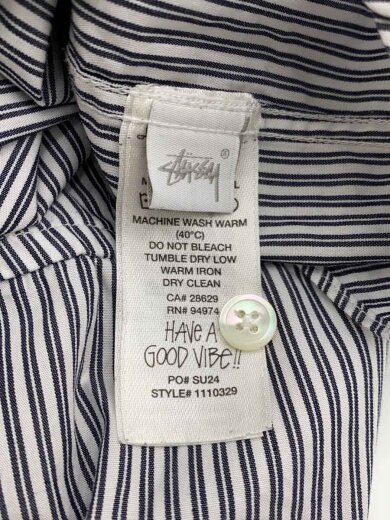 Stüssy®
MACHINE WASH WARM
(40°C)
DO NOT BLEACH
TUMBLE DRY LOW
WARM IRON
DRY CLEAN
CA# 28629
RN# 94974
HAVE A
GOOD VIBE!!
PO# SU24
STYLE# 1110329